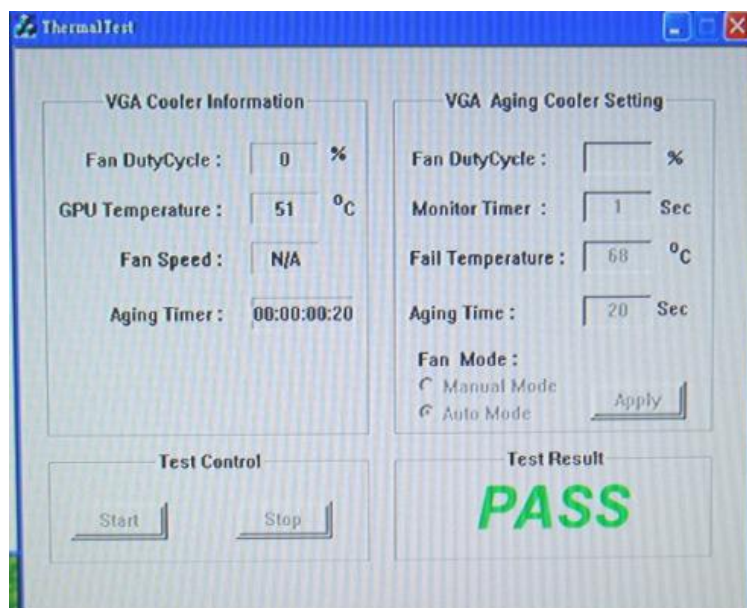 ThermalTest
VGA Cooler Information
Fan DutyCycle : 0 %
GPU Temperature : 51 °C
Fan Speed : N/A
Aging Timer : 00:00:00:20
VGA Aging Cooler Setting
Fan DutyCycle : %
Monitor Timer : 1 Sec
Fail Temperature : 68 °C
Aging Time : 20 Sec
Fan Mode :
Manual Mode
Auto Mode
Apply
Test Control
Start Stop
Test Result
PASS